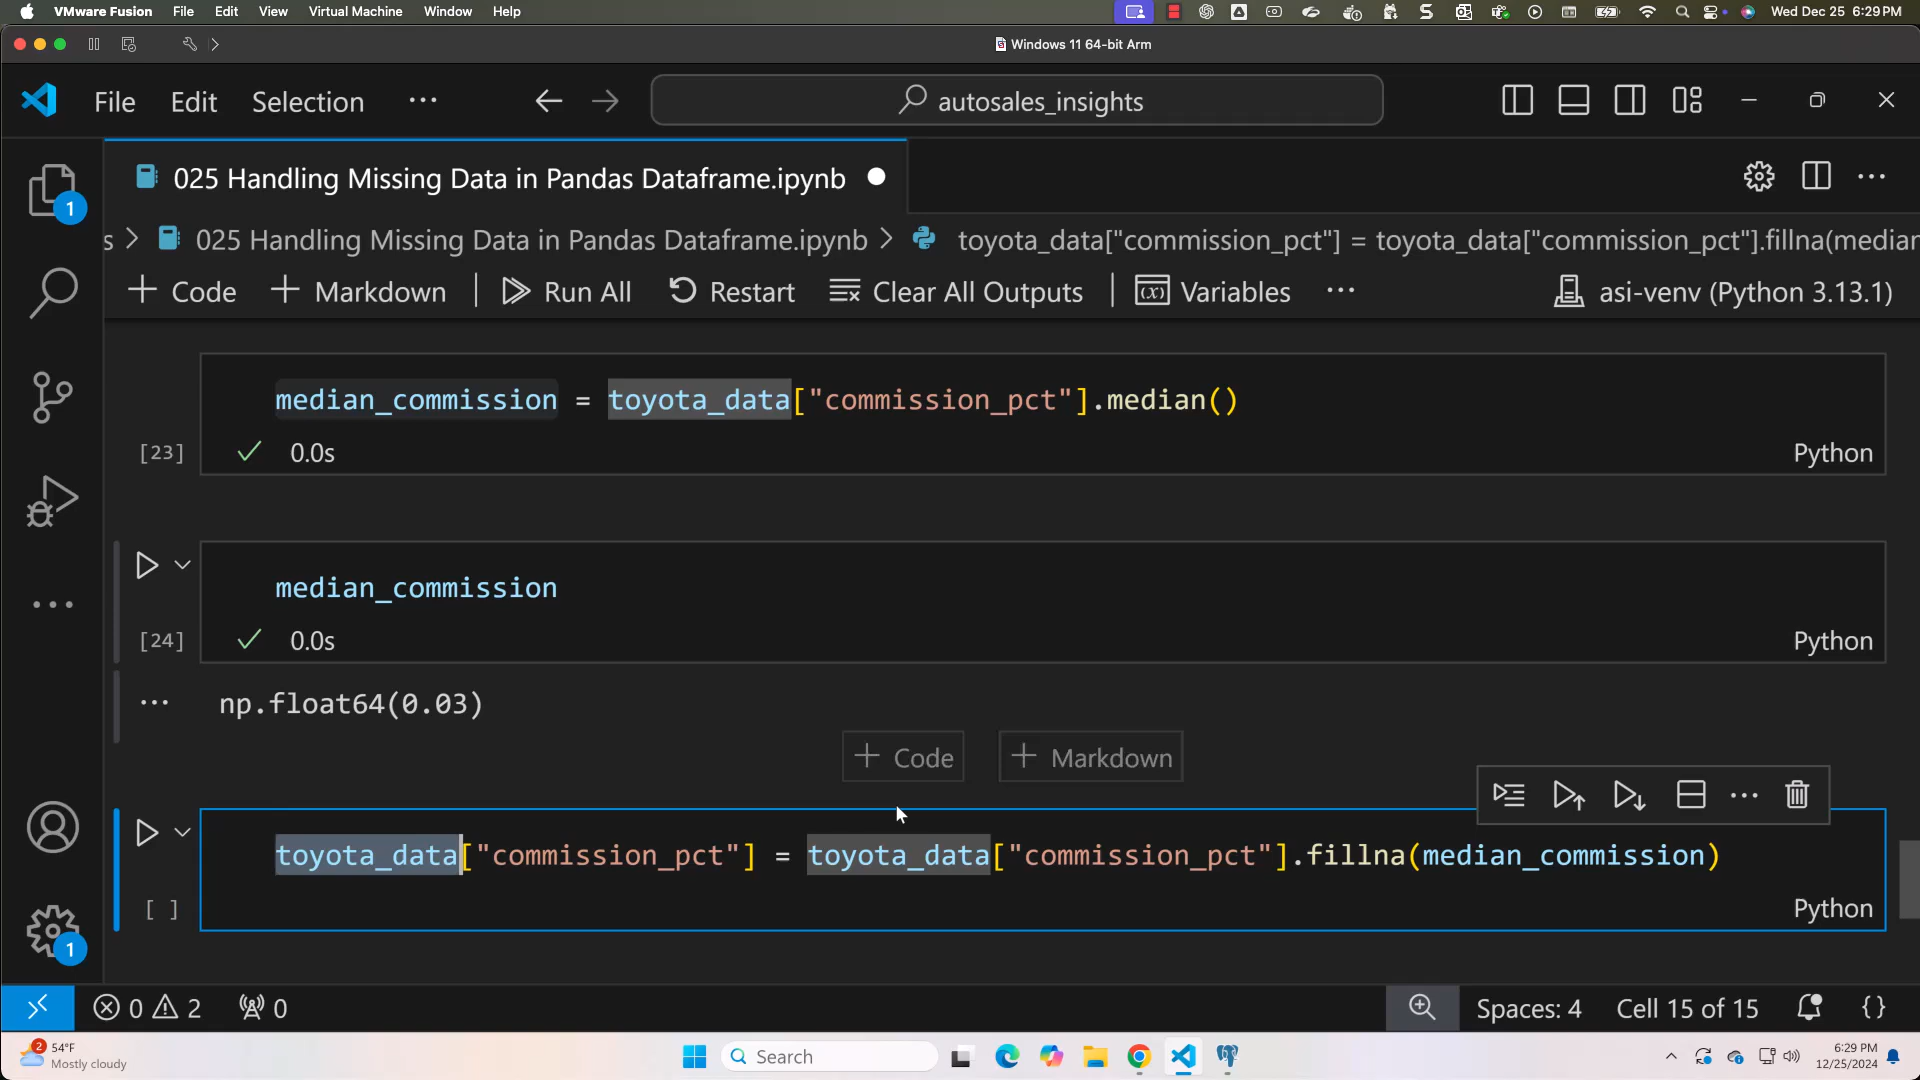 VMware Fusion File Edit View Virtual Machine Window Help Wed Dec 25 6:29 PM
Windows 11 64-bit Arm
File Edit Selection ··· autosales_insights
025 Handling Missing Data in Pandas Dataframe.ipynb
s > 025 Handling Missing Data in Pandas Dataframe.ipynb > toyota_data["commission_pct"] = toyota_data["commission_pct"].fillna(median
+ Code + Markdown Run All Restart Clear All Outputs Variables ··· asi-venv (Python 3.13.1)
median_commission = toyota_data["commission_pct"].median()
[23] 0.0s Python
median_commission
[24] 0.0s Python
··· np.float64(0.03)
+ Code + Markdown
toyota_data["commission_pct"] = toyota_data["commission_pct"].fillna(median_commission)
[ ] Python
1
1
0 2 0 Spaces: 4 Cell 15 of 15 {}
2 54°F
Mostly cloudy
Search
6:29 PM
12/25/2024